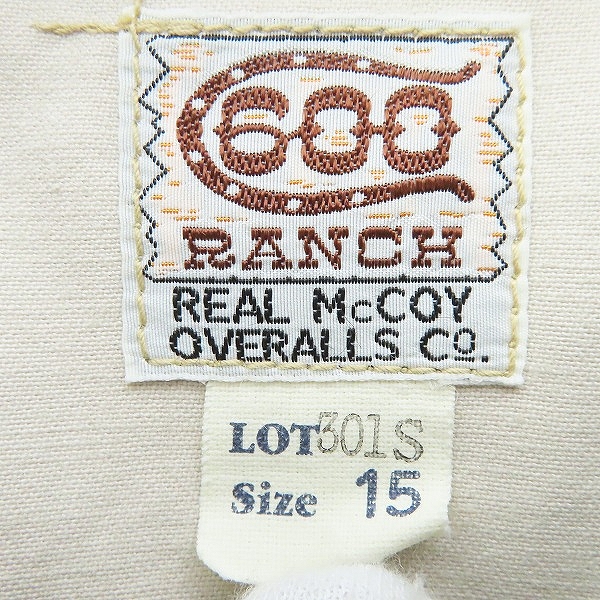 600
RANCH
REAL McCOY
OVERALLS Co.
LOT 301S
Size 15